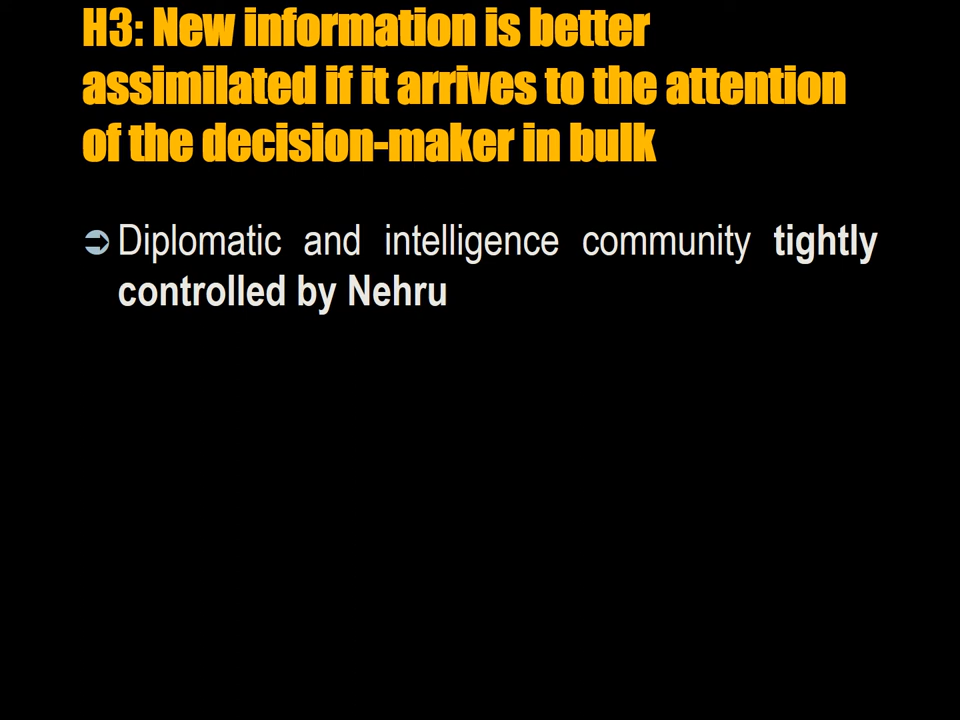 H3: New information is better
assimilated if it arrives to the attention
of the decision-maker in bulk
Diplomatic and intelligence community tightly
controlled by Nehru